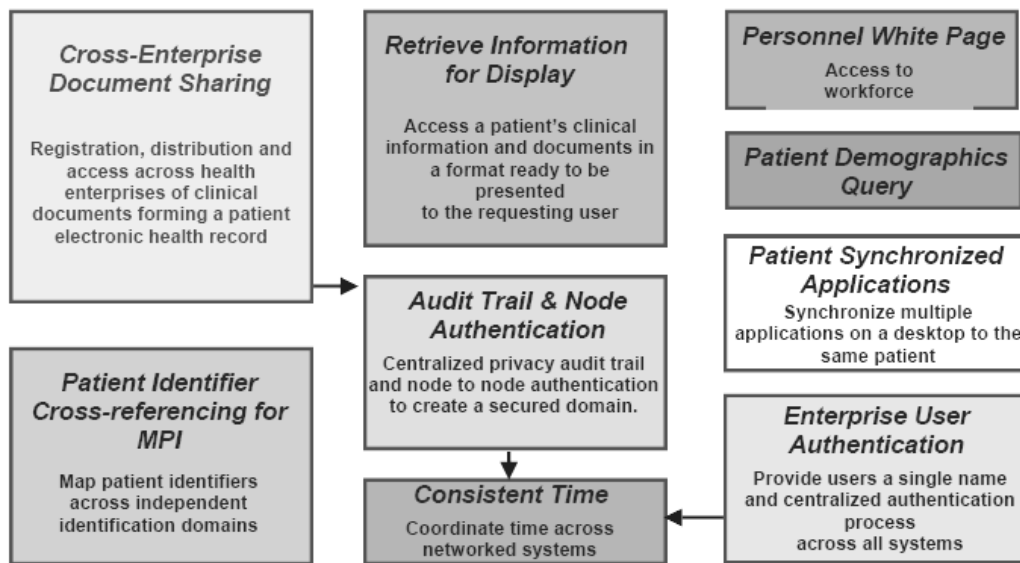 Cross-Enterprise
Document Sharing
Registration, distribution and
access across health
enterprises of clinical
documents forming a patient
electronic health record
Retrieve Information
for Display
Access a patient's clinical
information and documents in
a format ready to be
presented
to the requesting user
Personnel White Page
Access to
workforce
Patient Demographics
Query
Patient Synchronized
Applications
Synchronize multiple
applications on a desktop to the
same patient
Audit Trail & Node
Authentication
Centralized privacy audit trail
and node to node authentication
to create a secured domain.
Patient Identifier
Cross-referencing for
MPI
Map patient identifiers
across independent
identification domains
Enterprise User
Authentication
Provide users a single name
and centralized authentication
process
across all systems
Consistent Time
Coordinate time across
networked systems